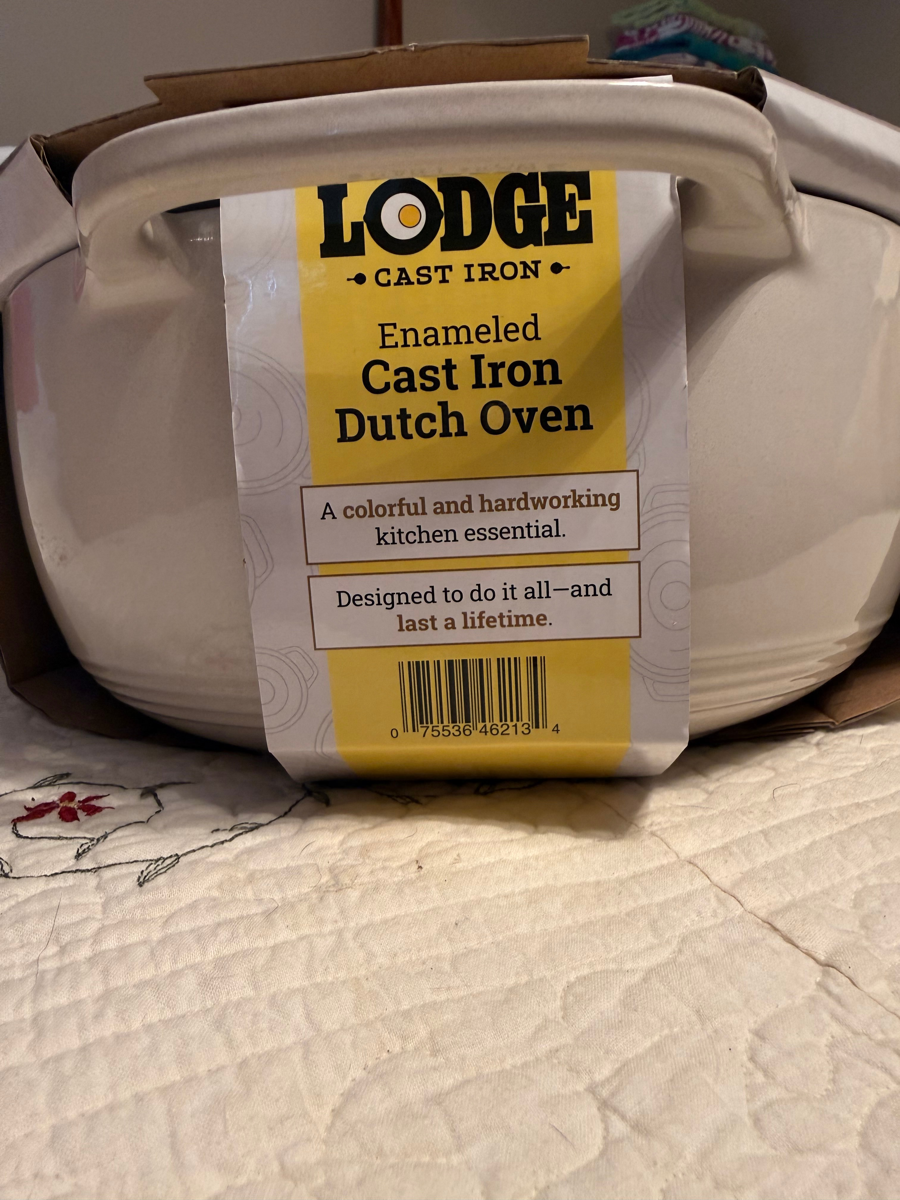 LODGE
CAST IRON
Enameled
Cast Iron
Dutch Oven
A colorful and hardworking
kitchen essential.
Designed to do it all—and
last a lifetime.
0 75536 46213 4